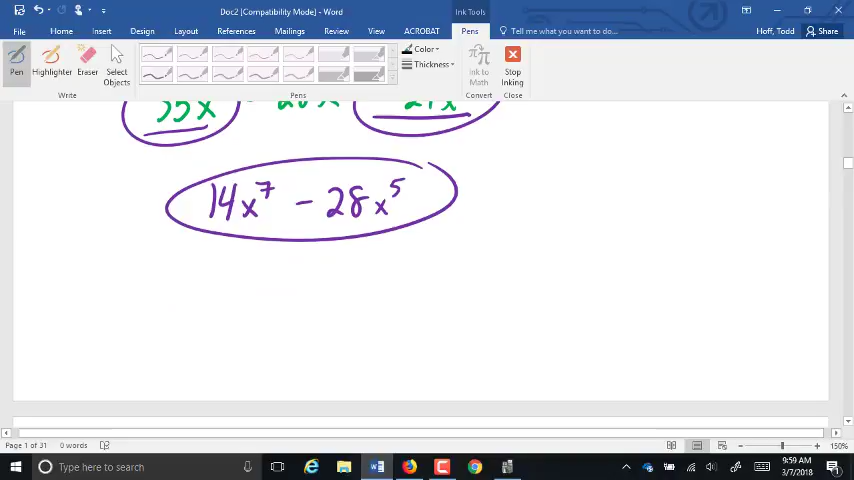 Doc2 [Compatibility Mode] - Word
Ink Tools
Hoff, Todd
File Home Insert Design Layout References Mailings Review View ACROBAT Pens Tell me what you want to do... Share
Pen Highlighter Eraser Select Objects
Color
Thickness
Ink to Math
Stop Inking
Write Pens Convert Close
14x⁷ - 28x⁵
Page 1 of 31 0 words 150%
Type here to search
9:59 AM
3/7/2018